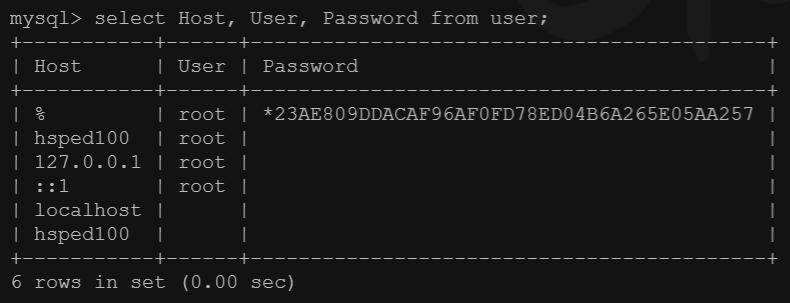 mysql> select Host, User, Password from user;
+-----------+------+-------------------------------------------+
| Host      | User | Password                                  |
+-----------+------+-------------------------------------------+
| %         | root | *23AE809DDACAF96AF0FD78ED04B6A265E05AA257 |
| hsped100  | root |                                           |
| 127.0.0.1 | root |                                           |
| ::1       | root |                                           |
| localhost |      |                                           |
| hsped100  |      |                                           |
+-----------+------+-------------------------------------------+
6 rows in set (0.00 sec)